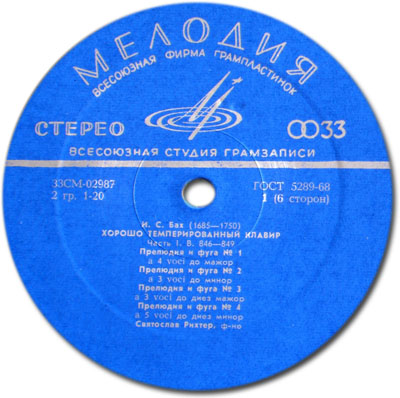 МЕЛОДИЯ
ВСЕСОЮЗНАЯ ФИРМА ГРАМПЛАСТИНОК
СТЕРЕО
33
ВСЕСОЮЗНАЯ СТУДИЯ ГРАМЗАПИСИ
33СМ-02987
ГОСТ 5289-68
2 гр. 1-20
1 (6 сторон)
И. С. Бах (1685—1750)
ХОРОШО ТЕМПЕРИРОВАННЫЙ КЛАВИР
Часть I. В. 846—849
Прелюдия и фуга № 1
а 4 voci до мажор
Прелюдия и фуга № 2
а 3 voci до минор
Прелюдия и фуга № 3
а 3 voci до диез мажор
Прелюдия и фуга № 4
а 5 voci до диез минор
Святослав Рихтер, ф-но